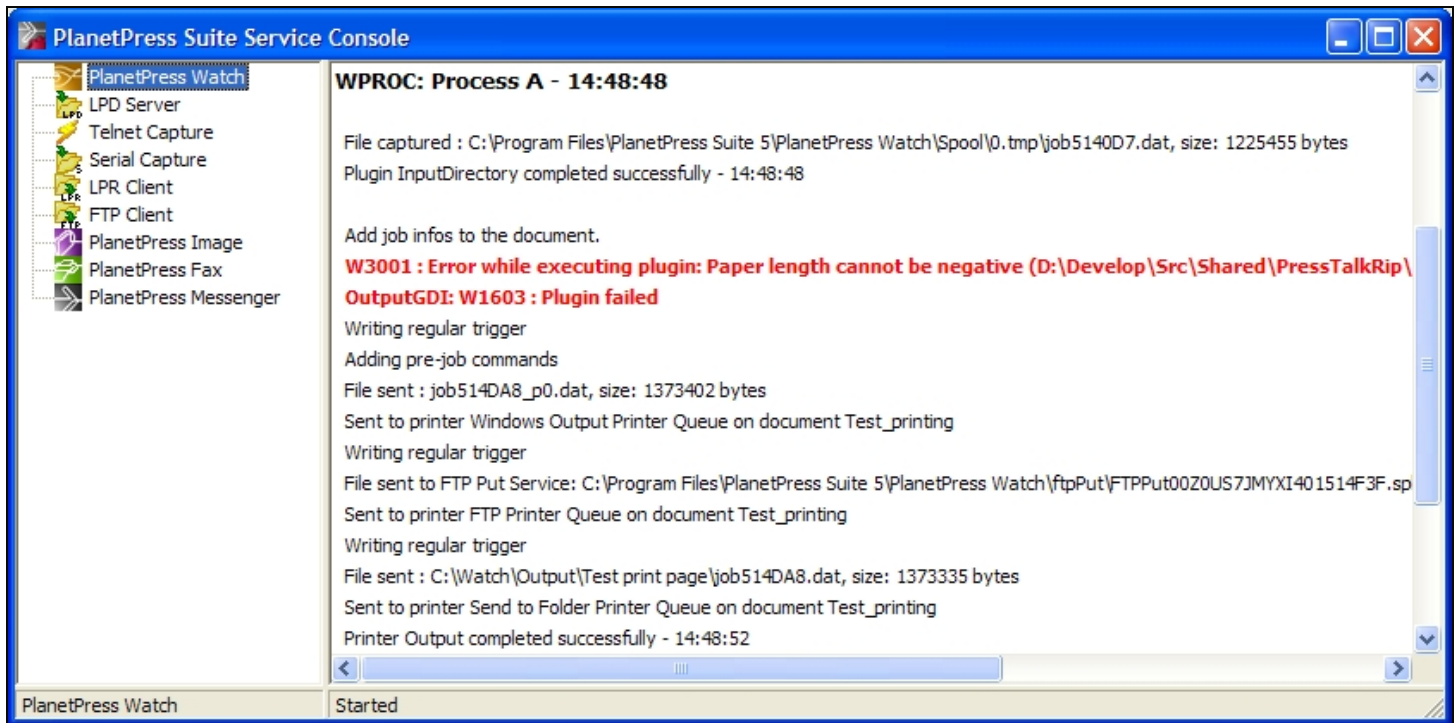 PlanetPress Suite Service Console
PlanetPress Watch
LPD Server
Telnet Capture
Serial Capture
LPR Client
FTP Client
PlanetPress Image
PlanetPress Fax
PlanetPress Messenger
WPROC: Process A - 14:48:48
File captured : C:\Program Files\PlanetPress Suite 5\PlanetPress Watch\Spool\0.tmp\job5140D7.dat, size: 1225455 bytes
Plugin InputDirectory completed successfully - 14:48:48
Add job infos to the document.
W3001 : Error while executing plugin: Paper length cannot be negative (D:\Develop\Src\Shared\PressTalkRip\
OutputGDI: W1603 : Plugin failed
Writing regular trigger
Adding pre-job commands
File sent : job514DA8_p0.dat, size: 1373402 bytes
Sent to printer Windows Output Printer Queue on document Test_printing
Writing regular trigger
File sent to FTP Put Service: C:\Program Files\PlanetPress Suite 5\PlanetPress Watch\ftpPut\FTPPut00Z0US7JMYXI401514F3F.spl
Sent to printer FTP Printer Queue on document Test_printing
Writing regular trigger
File sent : C:\Watch\Output\Test print page\job514DA8.dat, size: 1373335 bytes
Sent to printer Send to Folder Printer Queue on document Test_printing
Printer Output completed successfully - 14:48:52
PlanetPress Watch
Started